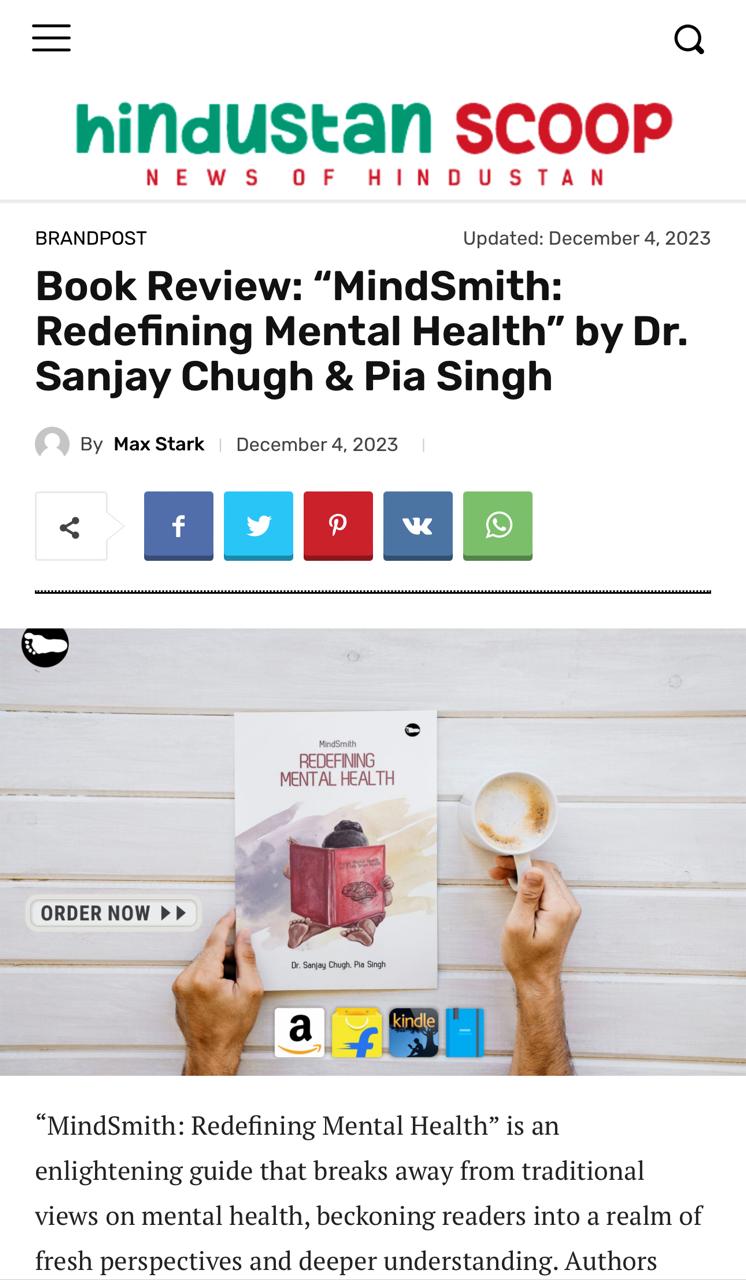 hindustan scoop
NEWS OF HINDUSTAN
BRANDPOST
Updated: December 4, 2023
Book Review: “MindSmith:
Redefining Mental Health” by Dr.
Sanjay Chugh & Pia Singh
By Max Stark
December 4, 2023
MindSmith
REDEFINING
MENTAL HEALTH
ORDER NOW
Dr. Sanjay Chugh, Pia Singh
kindle
“MindSmith: Redefining Mental Health” is an
enlightening guide that breaks away from traditional
views on mental health, beckoning readers into a realm of
fresh perspectives and deeper understanding. Authors